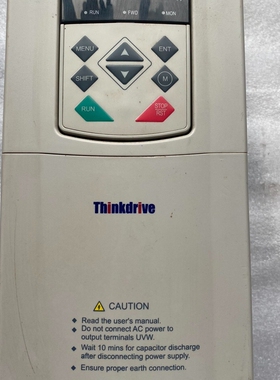 RUN FWD MON
MENU ENT
SHIFT M
RUN STOP
RST
Thinkdrive
CAUTION
Read the user's manual.
Do not connect AC power to
output terminals UVW.
Wait 10 mins for capacitor discharge
after disconnecting power supply.
Ensure proper earth connection.